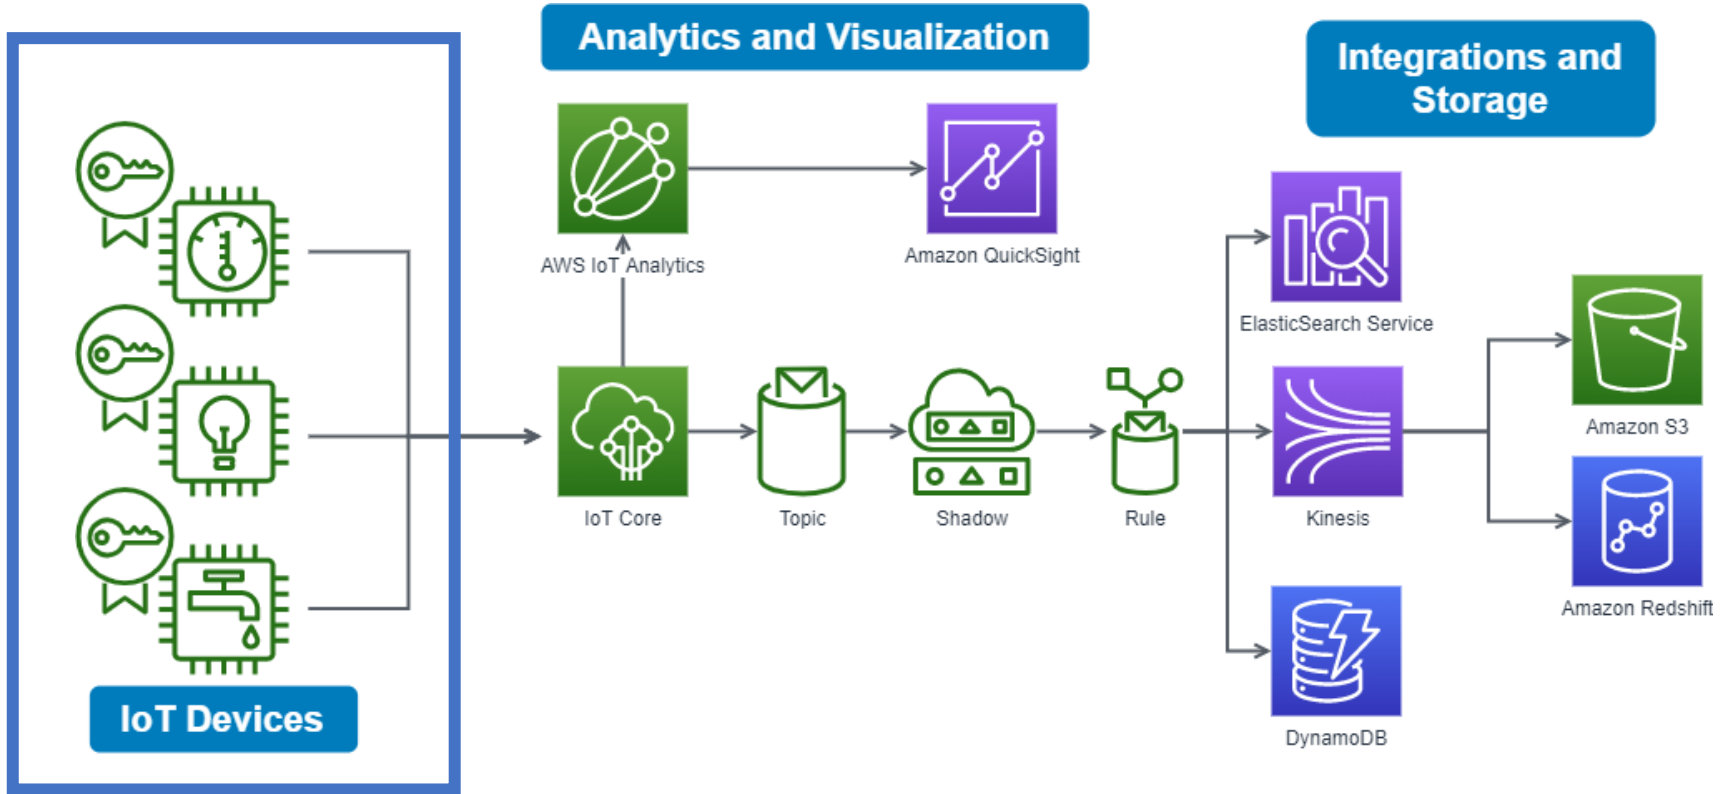 Analytics and Visualization
Integrations and
Storage
AWS IoT Analytics
Amazon QuickSight
ElasticSearch Service
Amazon S3
IoT Core
Topic
Shadow
Rule
Kinesis
Amazon Redshift
IoT Devices
DynamoDB